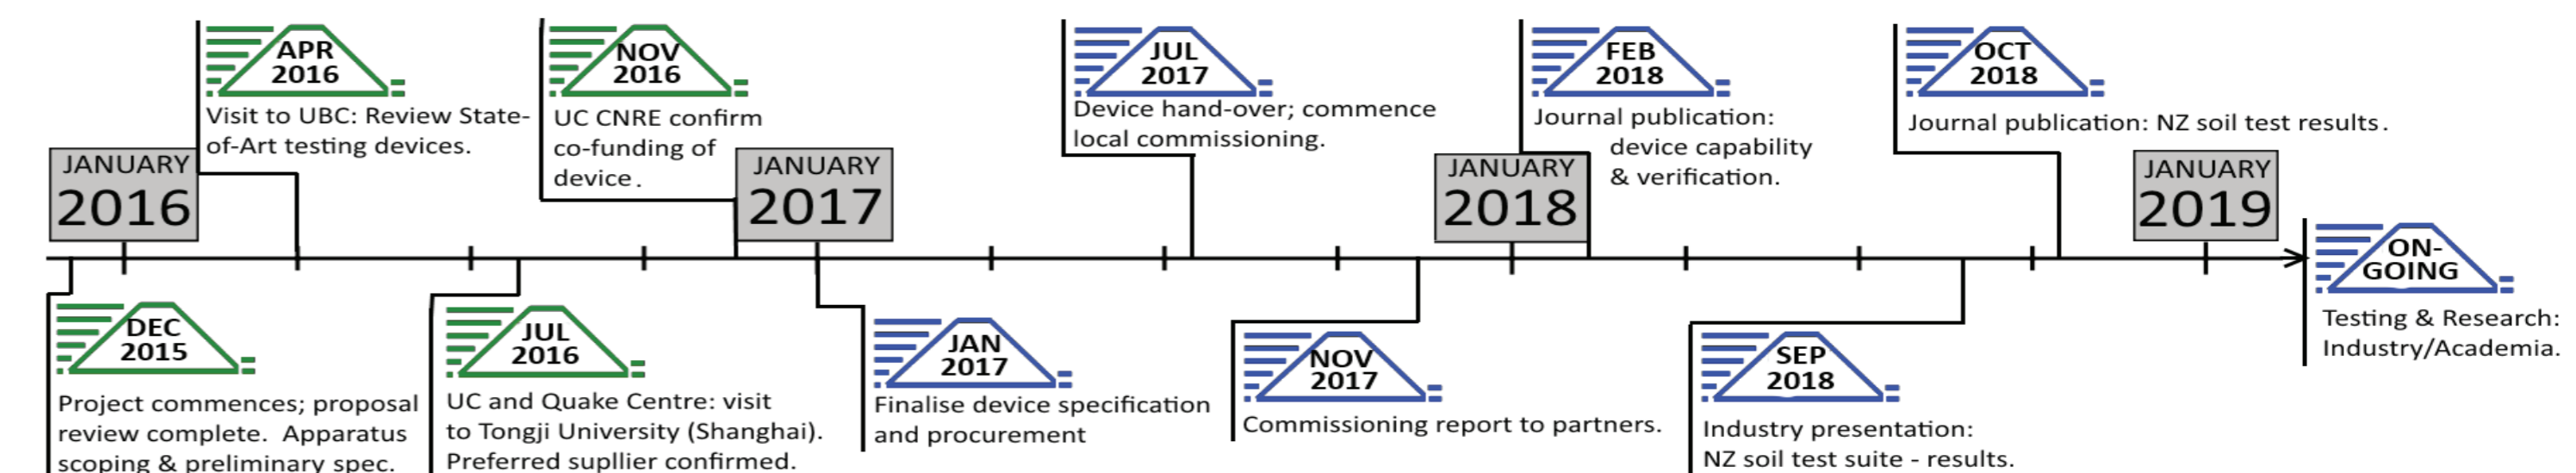 APR
2016
Visit to UBC: Review State-
of-Art testing devices.
NOV
2016
UC CNRE confirm
co-funding of
device.
JUL
2017
Device hand-over; commence
local commissioning.
FEB
2018
Journal publication:
device capability
& verification.
OCT
2018
Journal publication: NZ soil test results.
JANUARY
2016
JANUARY
2017
JANUARY
2018
JANUARY
2019
ON-
GOING
Testing & Research:
Industry/Academia.
DEC
2015
Project commences; proposal
review complete. Apparatus
scoping & preliminary spec.
JUL
2016
UC and Quake Centre: visit
to Tongji University (Shanghai).
Preferred supllier confirmed.
JAN
2017
Finalise device specification
and procurement
NOV
2017
Commissioning report to partners.
SEP
2018
Industry presentation:
NZ soil test suite - results.